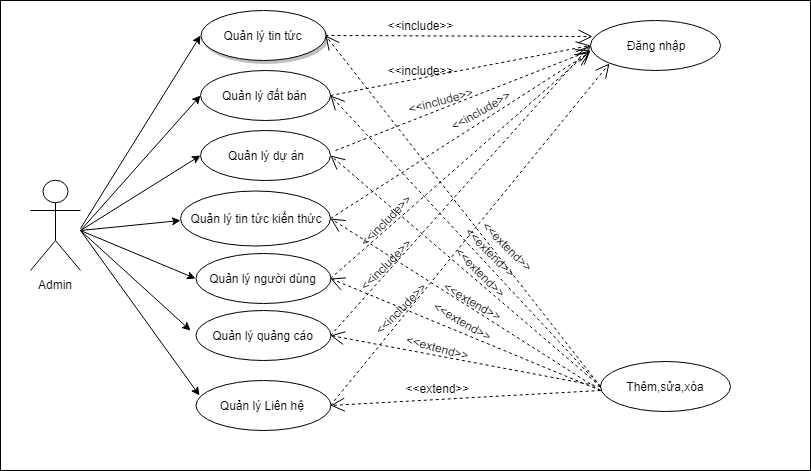 Quản lý tin tức
<<include>>
Đăng nhập
Quản lý đất bán
<<include>>
<<include>>
<<include>>
Quản lý dự án
Quản lý tin tức kiến thức
<<include>>
<<extend>>
<<extend>>
<<extend>>
Admin
Quản lý người dùng
<<include>>
<<extend>>
<<include>>
<<extend>>
Quản lý quảng cáo
<<extend>>
Thêm,sửa,xóa
<<extend>>
Quản lý Liên hệ